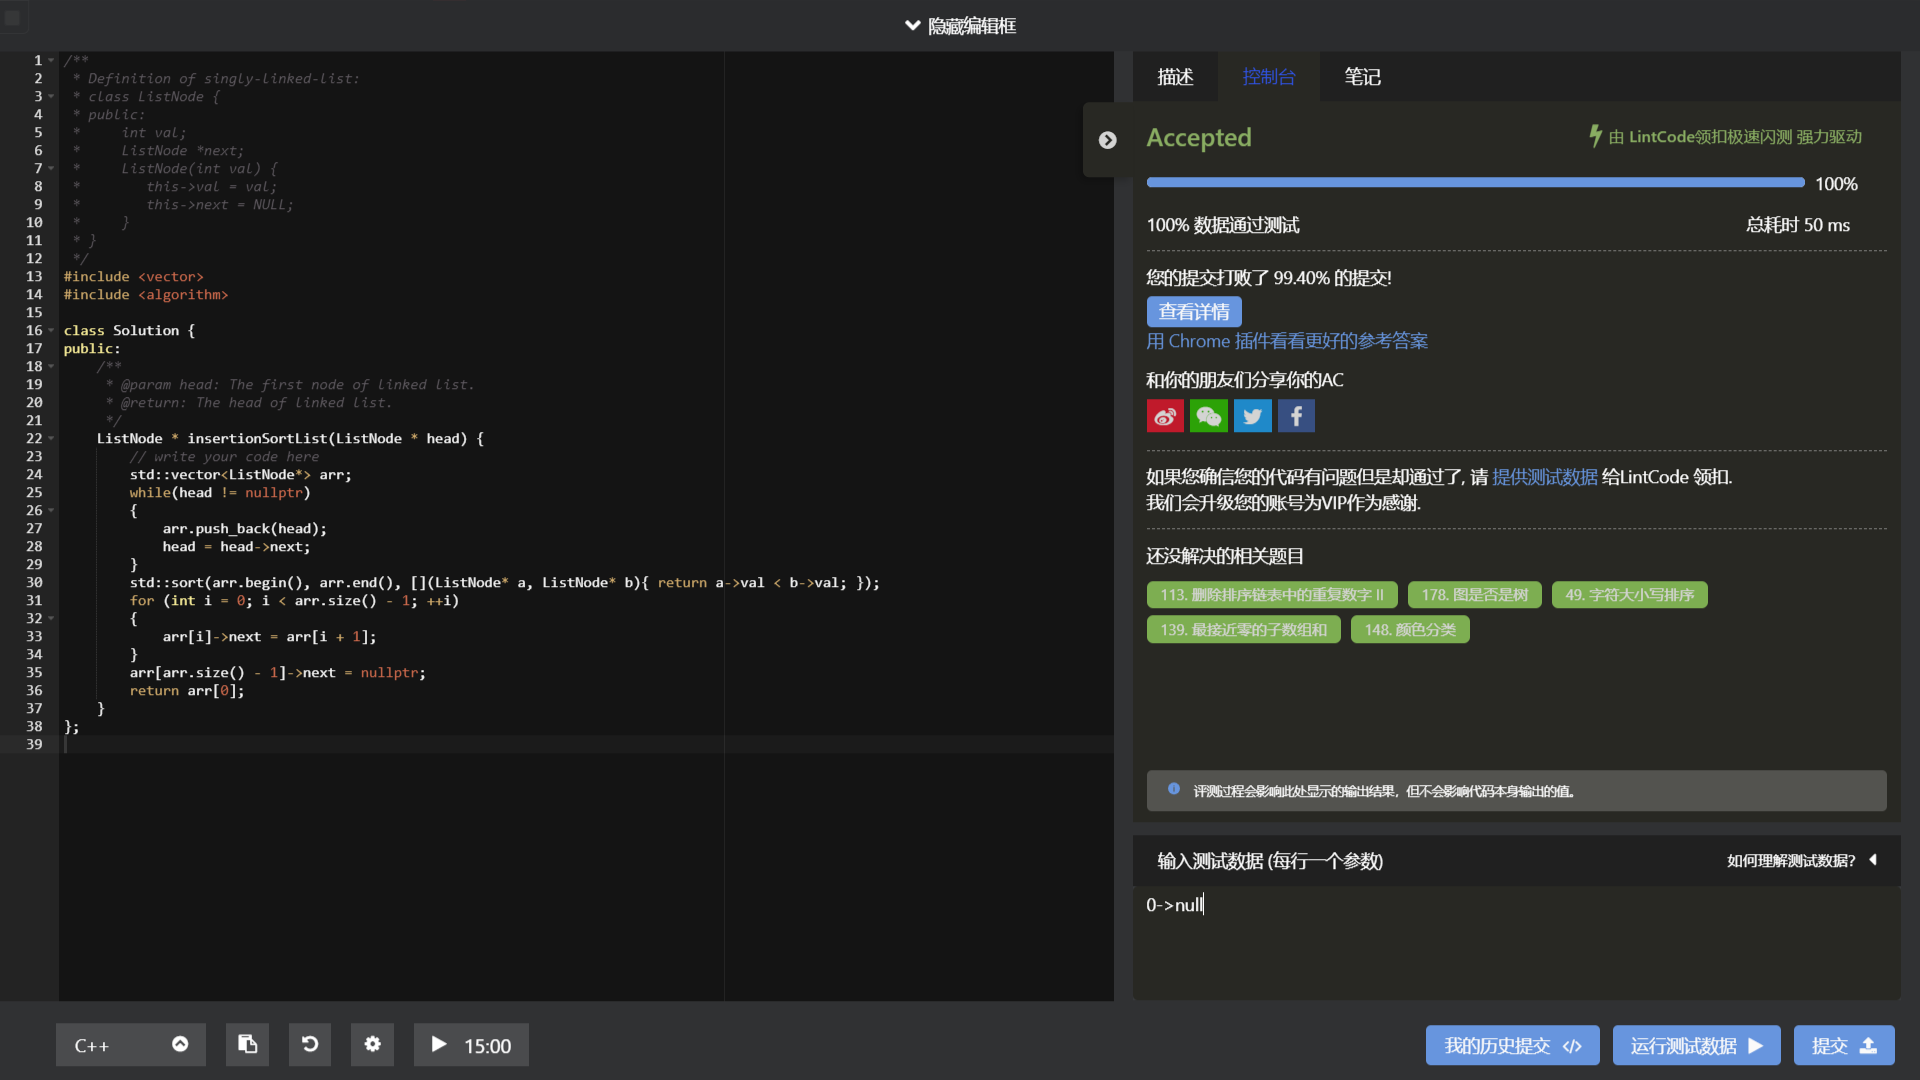 隐藏编辑框
1 /**
2  * Definition of singly-linked-list:
3  * class ListNode {
4  * public:
5  *     int val;
6  *     ListNode *next;
7  *     ListNode(int val) {
8  *        this->val = val;
9  *        this->next = NULL;
10  *     }
11  * }
12  */
13 #include <vector>
14 #include <algorithm>
15
16 class Solution {
17 public:
18     /**
19      * @param head: The first node of linked list.
20      * @return: The head of linked list.
21      */
22     ListNode * insertionSortList(ListNode * head) {
23         // write your code here
24         std::vector<ListNode*> arr;
25         while(head != nullptr)
26         {
27             arr.push_back(head);
28             head = head->next;
29         }
30         std::sort(arr.begin(), arr.end(), [](ListNode* a, ListNode* b){ return a->val < b->val; });
31         for (int i = 0; i < arr.size() - 1; ++i)
32         {
33             arr[i]->next = arr[i + 1];
34         }
35         arr[arr.size() - 1]->next = nullptr;
36         return arr[0];
37     }
38 };
39
描述 控制台 笔记
Accepted 由 LintCode领扣极速闪测 强力驱动
100%
100% 数据通过测试 总耗时 50 ms
您的提交打败了 99.40% 的提交!
查看详情
用 Chrome 插件看看更好的参考答案
和你的朋友们分享你的AC
如果您确信您的代码有问题但是却通过了, 请 提供测试数据 给LintCode 领扣.
我们会升级您的账号为VIP作为感谢.
还没解决的相关题目
113. 删除排序链表中的重复数字 II 178. 图是否是树 49. 字符大小写排序
139. 最接近零的子数组和 148. 颜色分类
评测过程会影响此处显示的输出结果，但不会影响代码本身输出的值。
输入测试数据 (每行一个参数) 如何理解测试数据?
0->null
C++ 15:00 我的历史提交 运行测试数据 提交